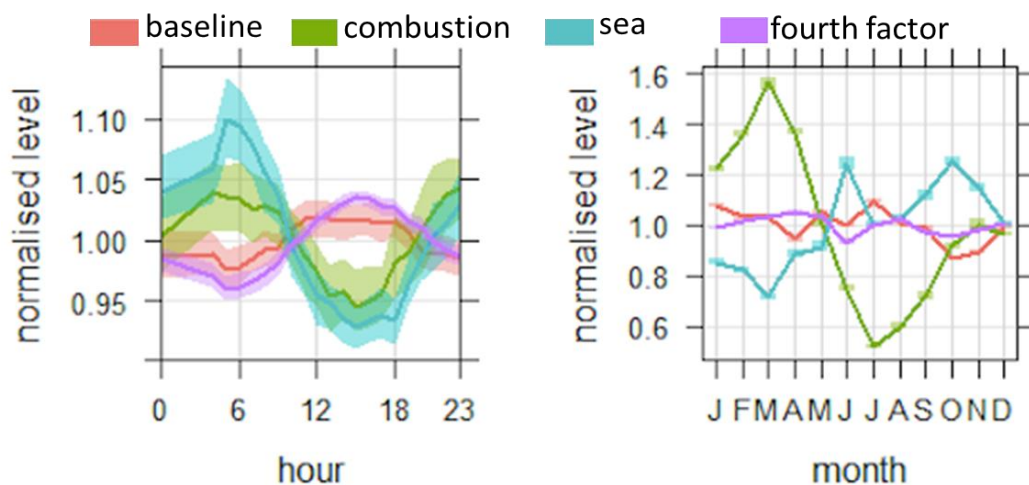 baseline combustion sea fourth factor
normalised level
1.10
1.05
1.00
0.95
0 6 12 18 23
hour
normalised level
1.6
1.4
1.2
1.0
0.8
0.6
J F M A M J J A S O N D
month